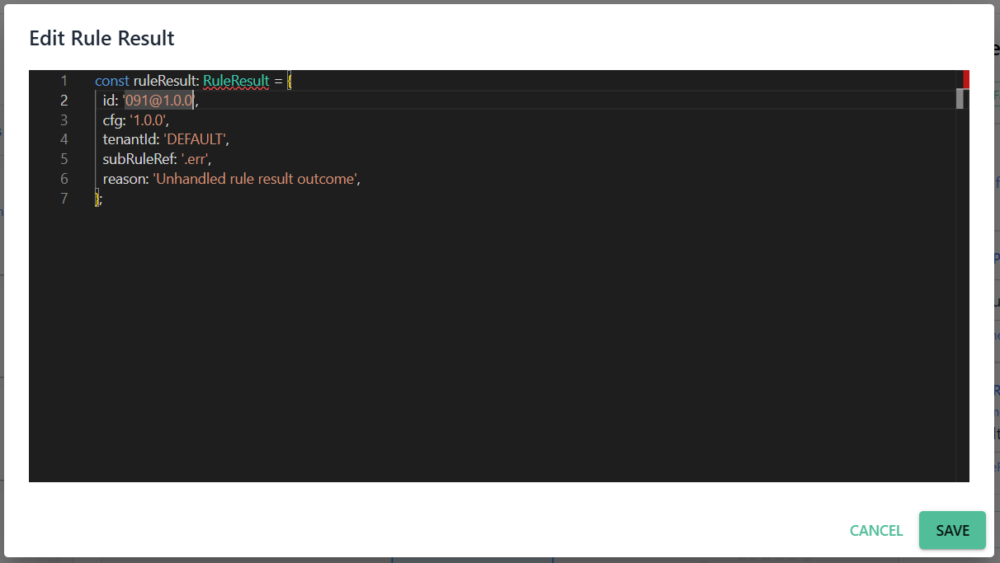 Edit Rule Result
1 const ruleResult: RuleResult = {
2 id: '091@1.0.0',
3 cfg: '1.0.0',
4 tenantId: 'DEFAULT',
5 subRuleRef: '.err',
6 reason: 'Unhandled rule result outcome',
7 };
CANCEL SAVE